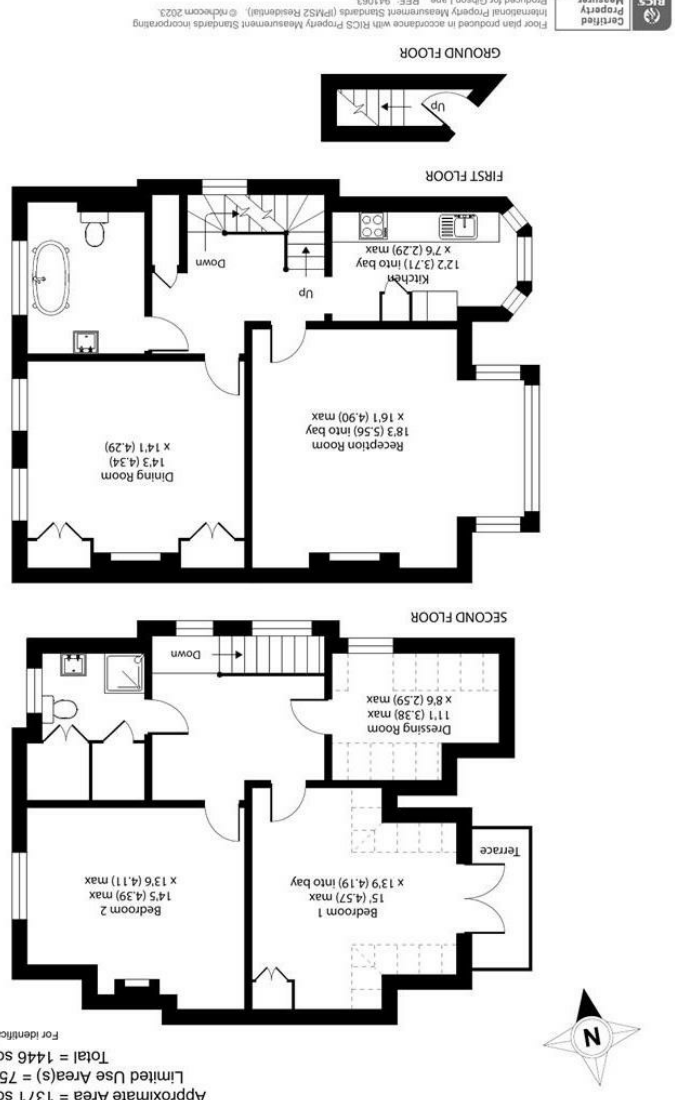 Approximate Area = 1371 sq
Limited Use Area(s) = 75
Total = 1446 sq
For identifica
N
Terrace
Bedroom 1
15' (4.57) max
x 13'9 (4.19) into bay
Bedroom 2
14'5 (4.39) max
x 13'6 (4.11) max
Dressing Room
11'1 (3.38) max
x 8'6 (2.59) max
Down
SECOND FLOOR
Reception Room
18'3 (5.56) into bay
x 16'1 (4.90) max
Dining Room
14'3 (4.34)
x 14'1 (4.29)
Kitchen
12'2 (3.71) into bay
x 7'6 (2.29) max
Up
Down
FIRST FLOOR
Up
GROUND FLOOR
RICS
Certified
Property
Measurer
Floor plan produced in accordance with RICS Property Measurement Standards incorporating
International Property Measurement Standards (IPMS2 Residential). © nichecom 2023.
Produced for Gibson Lane. REF: 941063